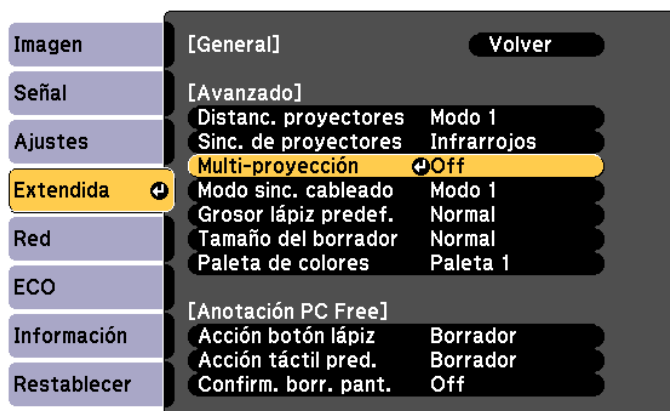 Imagen
Señal
Ajustes
Extendida
Red
ECO
Información
Restablecer
[General] Volver
[Avanzado]
Distanc. proyectores Modo 1
Sinc. de proyectores Infrarrojos
Multi-proyección Off
Modo sinc. cableado Modo 1
Grosor lápiz predef. Normal
Tamaño del borrador Normal
Paleta de colores Paleta 1
[Anotación PC Free]
Acción botón lápiz Borrador
Acción táctil pred. Borrador
Confirm. borr. pant. Off